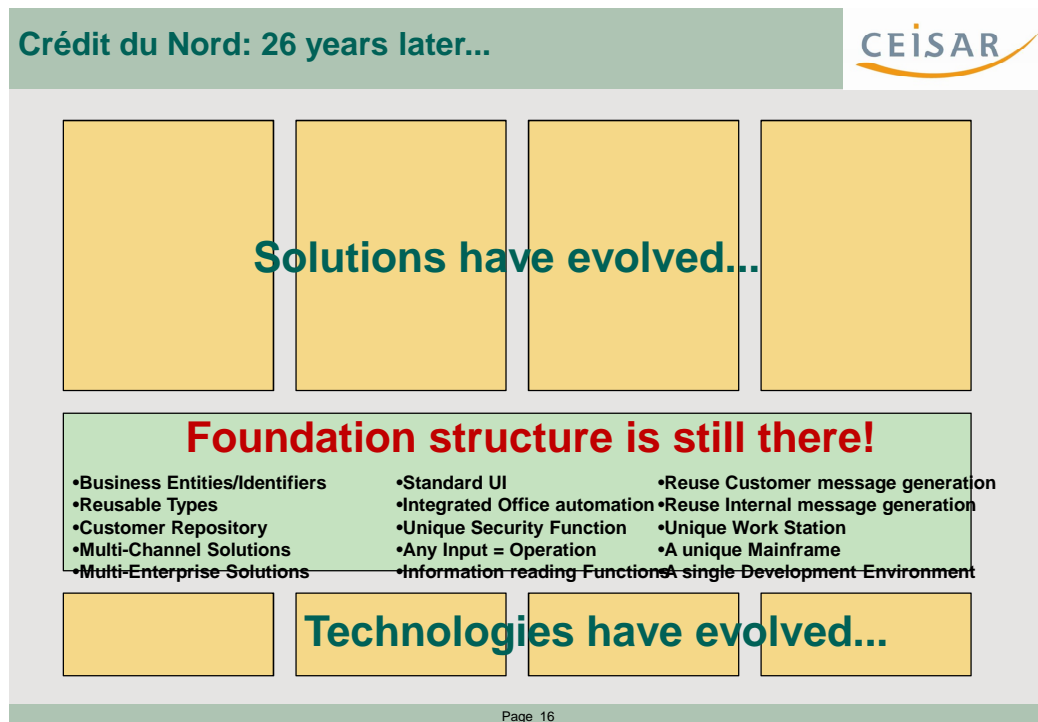 Crédit du Nord: 26 years later...
CEISAR
Solutions have evolved...
Foundation structure is still there!
•Business Entities/Identifiers
•Reusable Types
•Customer Repository
•Multi-Channel Solutions
•Multi-Enterprise Solutions
•Standard UI
•Integrated Office automation
•Unique Security Function
•Any Input = Operation
•Information reading Functions
•Reuse Customer message generation
•Reuse Internal message generation
•Unique Work Station
•A unique Mainframe
•A single Development Environment
Technologies have evolved...
Page 16